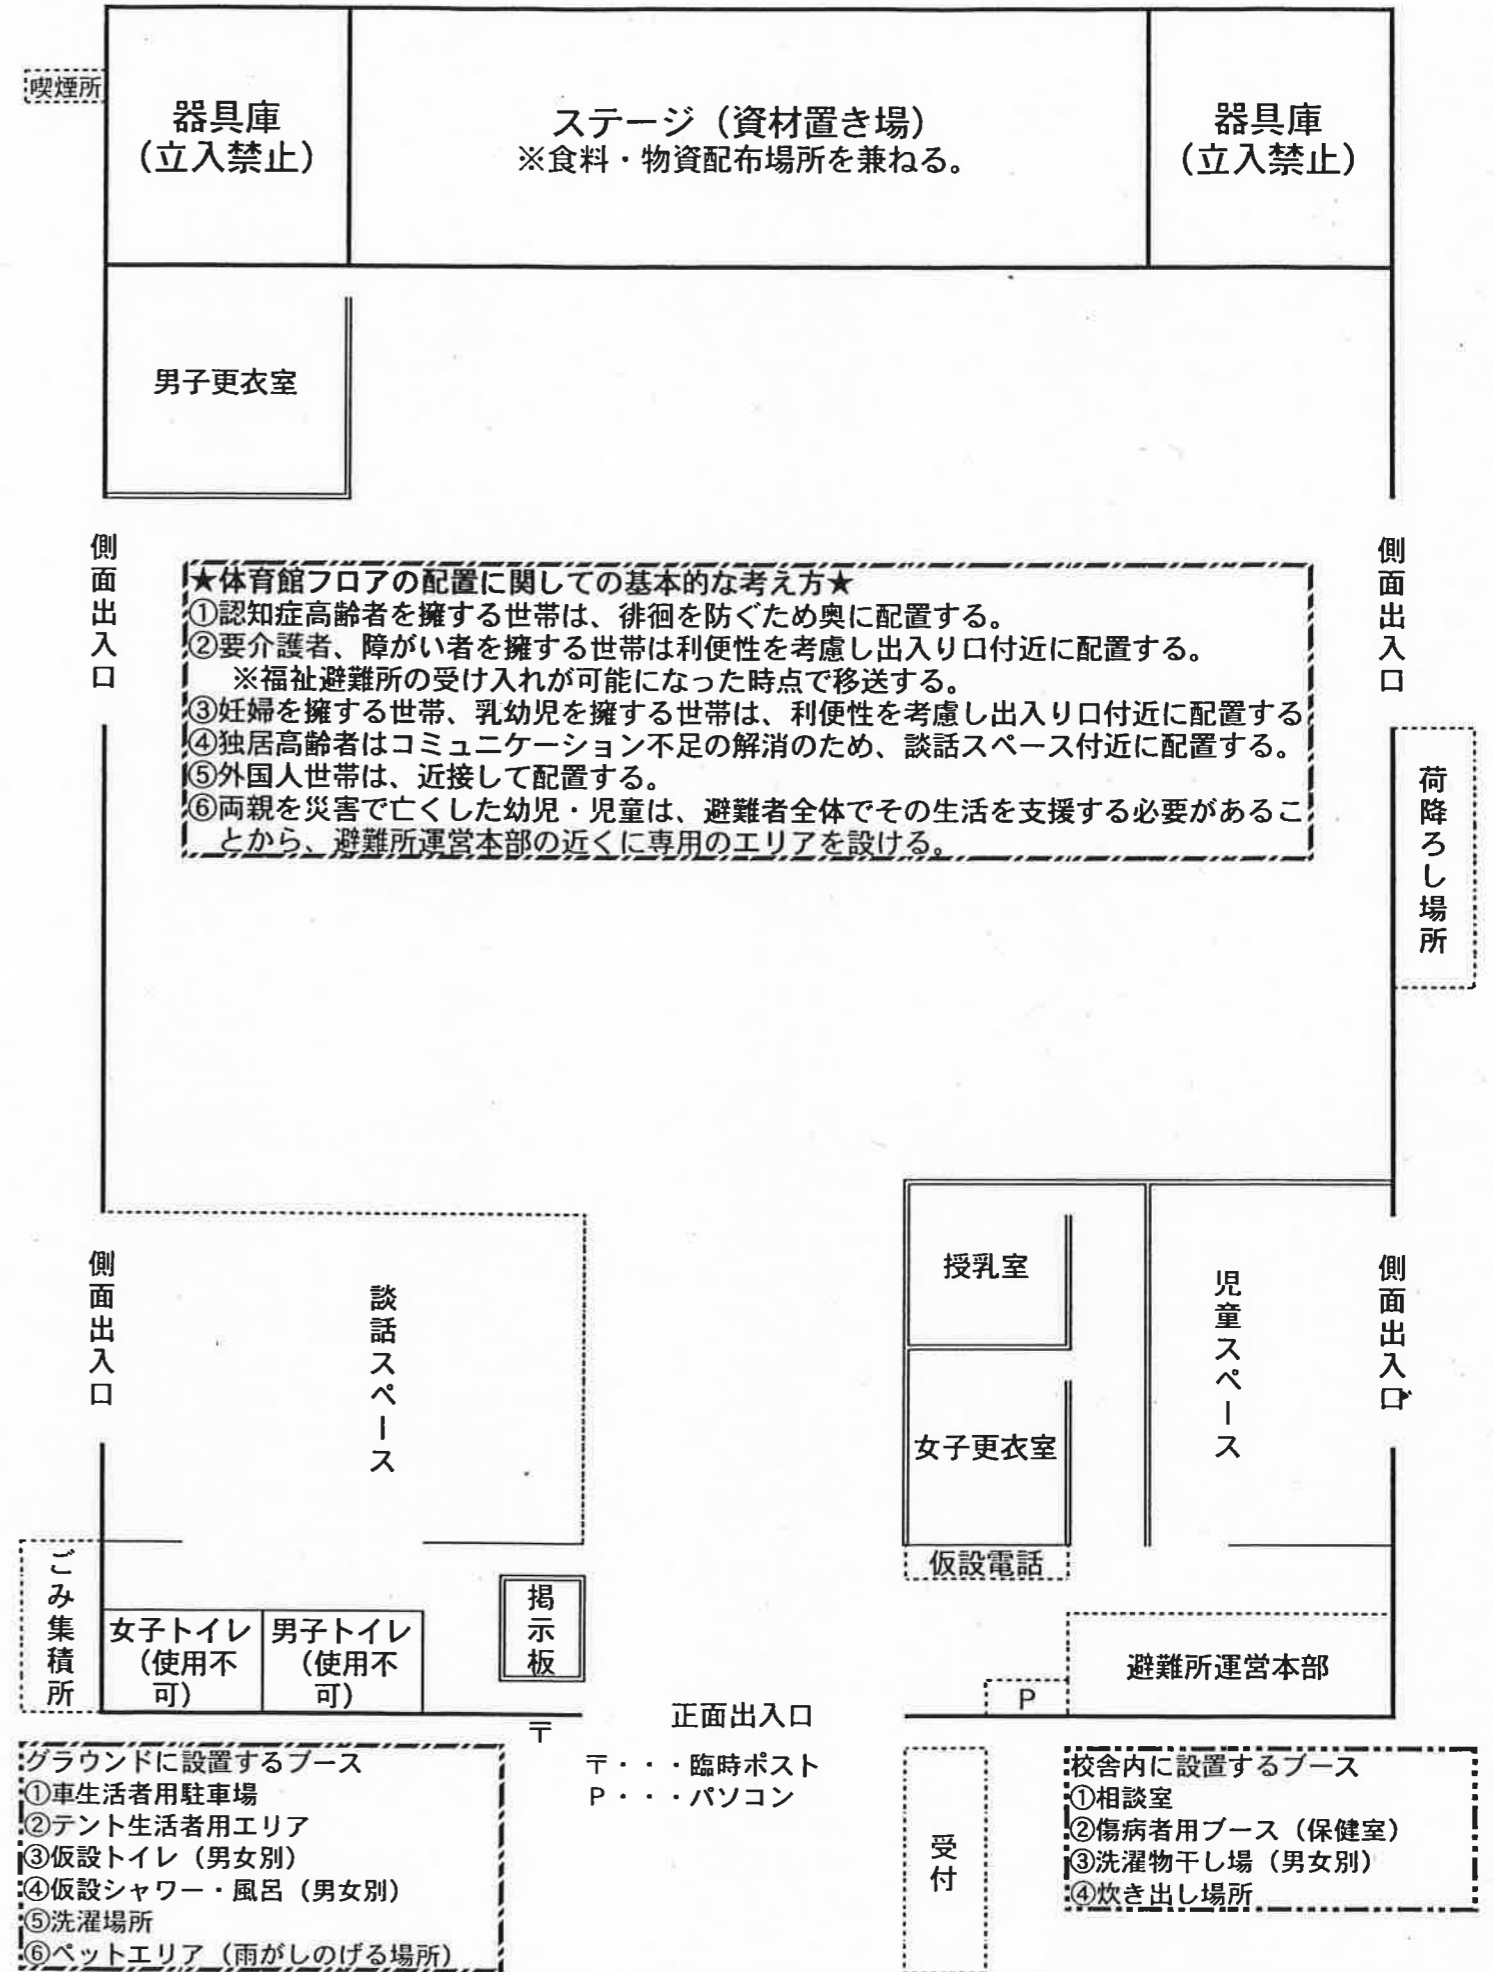 喫煙所
器具庫
（立入禁止）
ステージ（資材置き場）
※食料・物資配布場所を兼ねる。
器具庫
（立入禁止）
男子更衣室
側面出入口
側面出入口
★体育館フロアの配置に関しての基本的な考え方★
①認知症高齢者を擁する世帯は、徘徊を防ぐため奥に配置する。
②要介護者、障がい者を擁する世帯は利便性を考慮し出入り口付近に配置する。
※福祉避難所の受け入れが可能になった時点で移送する。
③妊婦を擁する世帯、乳幼児を擁する世帯は、利便性を考慮し出入り口付近に配置する
④独居高齢者はコミュニケーション不足の解消のため、談話スペース付近に配置する。
⑤外国人世帯は、近接して配置する。
⑥両親を災害で亡くした幼児・児童は、避難者全体でその生活を支援する必要があるこ
とから、避難所運営本部の近くに専用のエリアを設ける。
荷降ろし場所
側面出入口
談話スペース
授乳室
女子更衣室
児童スペース
側面出入口
仮設電話
ごみ集積所
女子トイレ
（使用不
可）
男子トイレ
（使用不
可）
掲示板
避難所運営本部
P
〒
正面出入口
〒・・・臨時ポスト
P・・・パソコン
グラウンドに設置するブース
①車生活者用駐車場
②テント生活者用エリア
③仮設トイレ（男女別）
④仮設シャワー・風呂（男女別）
⑤洗濯場所
⑥ペットエリア（雨がしのげる場所）
受付
校舎内に設置するブース
①相談室
②傷病者用ブース（保健室）
③洗濯物干し場（男女別）
④炊き出し場所